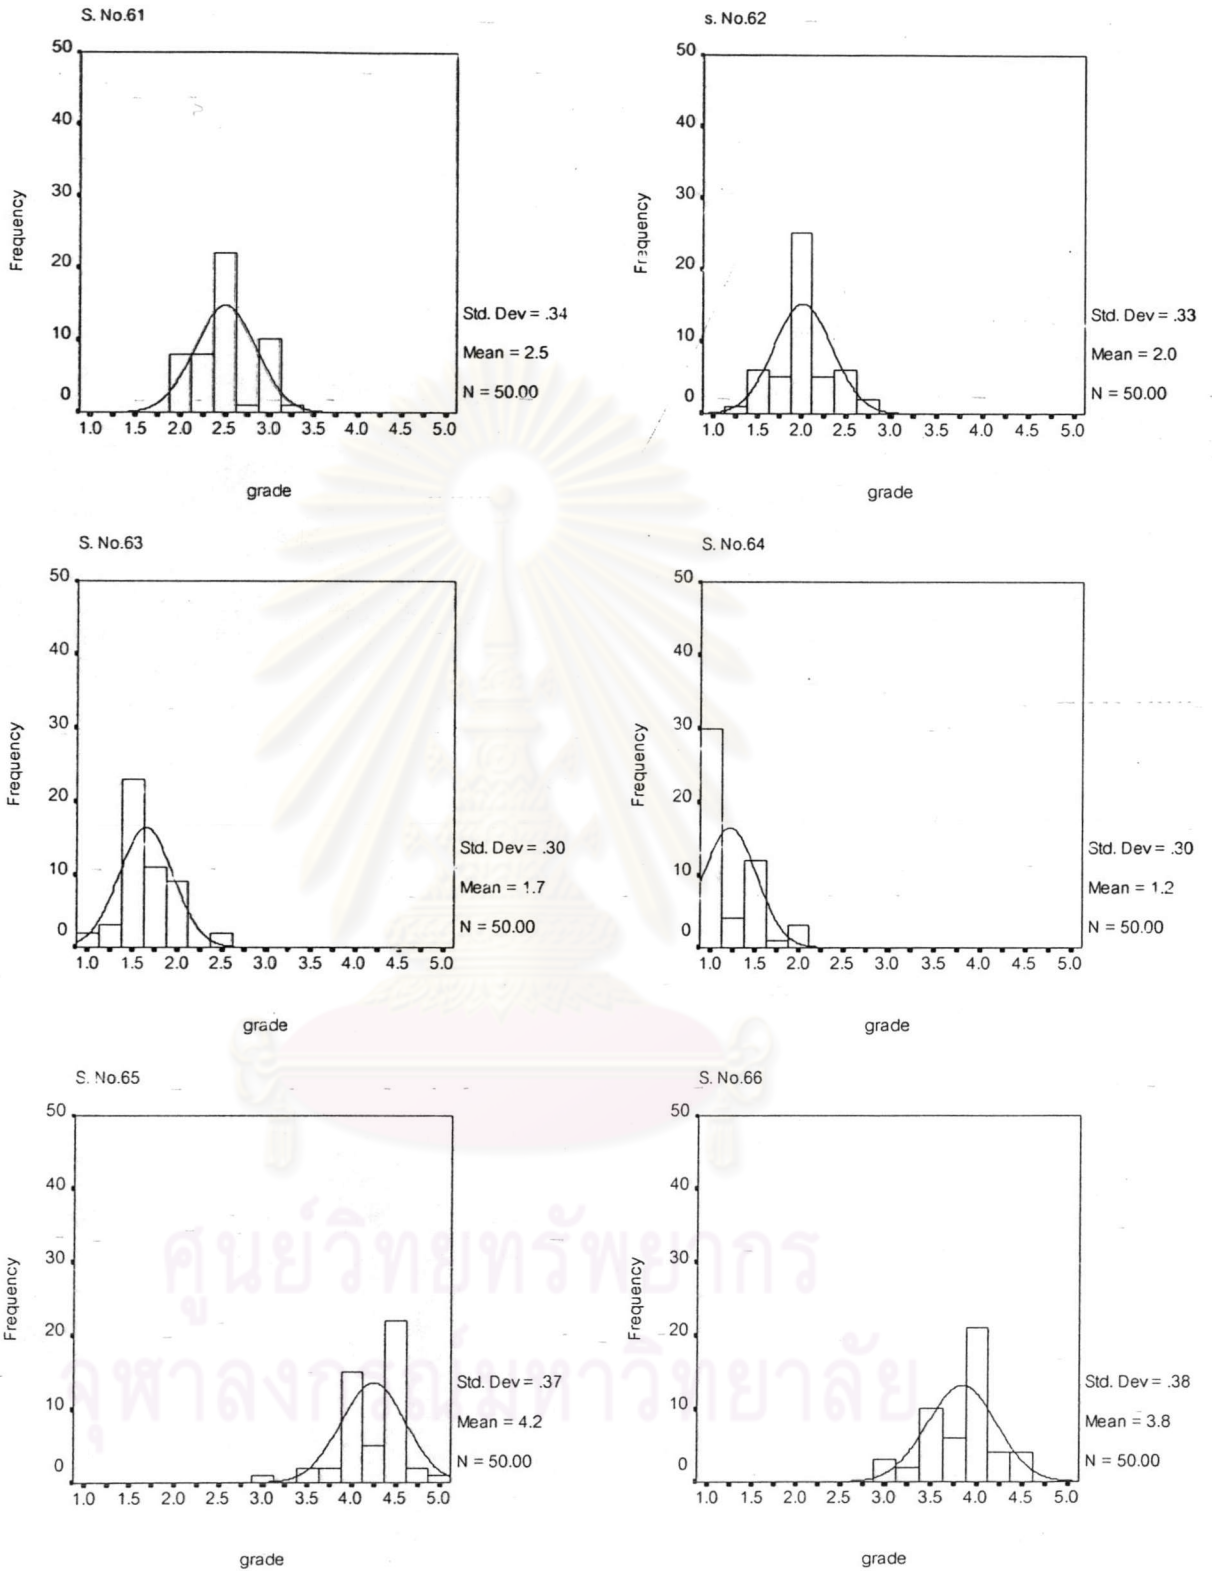 S. No.61
50
40
30
20
10
0
Frequency
1.0 1.5 2.0 2.5 3.0 3.5 4.0 4.5 5.0
grade
Std. Dev = .34
Mean = 2.5
N = 50.00
s. No.62
50
40
30
20
10
0
Frequency
1.0 1.5 2.0 2.5 3.0 3.5 4.0 4.5 5.0
grade
Std. Dev = .33
Mean = 2.0
N = 50.00
S. No.63
50
40
30
20
10
0
Frequency
1.0 1.5 2.0 2.5 3.0 3.5 4.0 4.5 5.0
grade
Std. Dev = .30
Mean = 1.7
N = 50.00
S. No.64
50
40
30
20
10
0
Frequency
1.0 1.5 2.0 2.5 3.0 3.5 4.0 4.5 5.0
grade
Std. Dev = .30
Mean = 1.2
N = 50.00
S. No.65
50
40
30
20
10
0
Frequency
1.0 1.5 2.0 2.5 3.0 3.5 4.0 4.5 5.0
grade
Std. Dev = .37
Mean = 4.2
N = 50.00
S. No.66
50
40
30
20
10
0
Frequency
1.0 1.5 2.0 2.5 3.0 3.5 4.0 4.5 5.0
grade
Std. Dev = .38
Mean = 3.8
N = 50.00
ศูนย์วิทยทรัพยากร
จุฬาลงกรณ์มหาวิทยาลัย